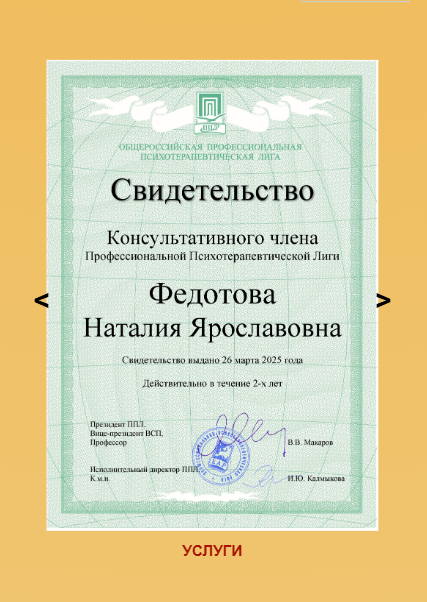 ППЛ
ОБЩЕРОССИЙСКАЯ ПРОФЕССИОНАЛЬНАЯ
ПСИХОТЕРАПЕВТИЧЕСКАЯ ЛИГА
Свидетельство
Консультативного члена
Профессиональной Психотерапевтической Лиги
< >
Федотова
Наталия Ярославовна
Свидетельство выдано 26 марта 2025 года
Действительно в течение 2-х лет
Президент ППЛ,
Вице-президент ВСП,
Профессор В.В. Макаров
Исполнительный директор ППЛ,
К.м.н. И.Ю. Калмыкова
УСЛУГИ